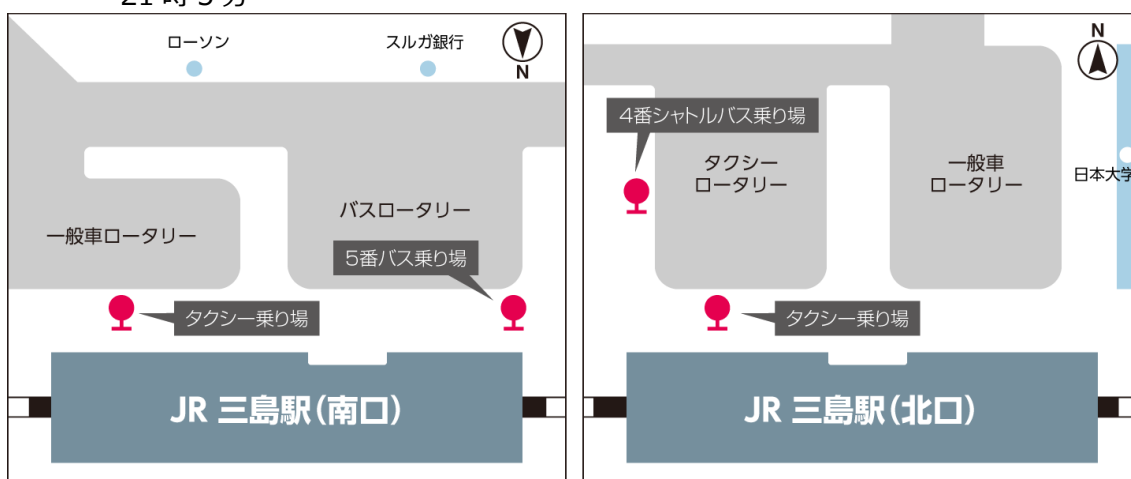 21 時 5 分
ローソン
スルガ銀行
N
バスロータリー
一般車ロータリー
5番バス乗り場
タクシー乗り場
JR 三島駅(南口)
N
4番シャトルバス乗り場
タクシー
ロータリー
一般車
ロータリー
日本大学
タクシー乗り場
JR 三島駅(北口)